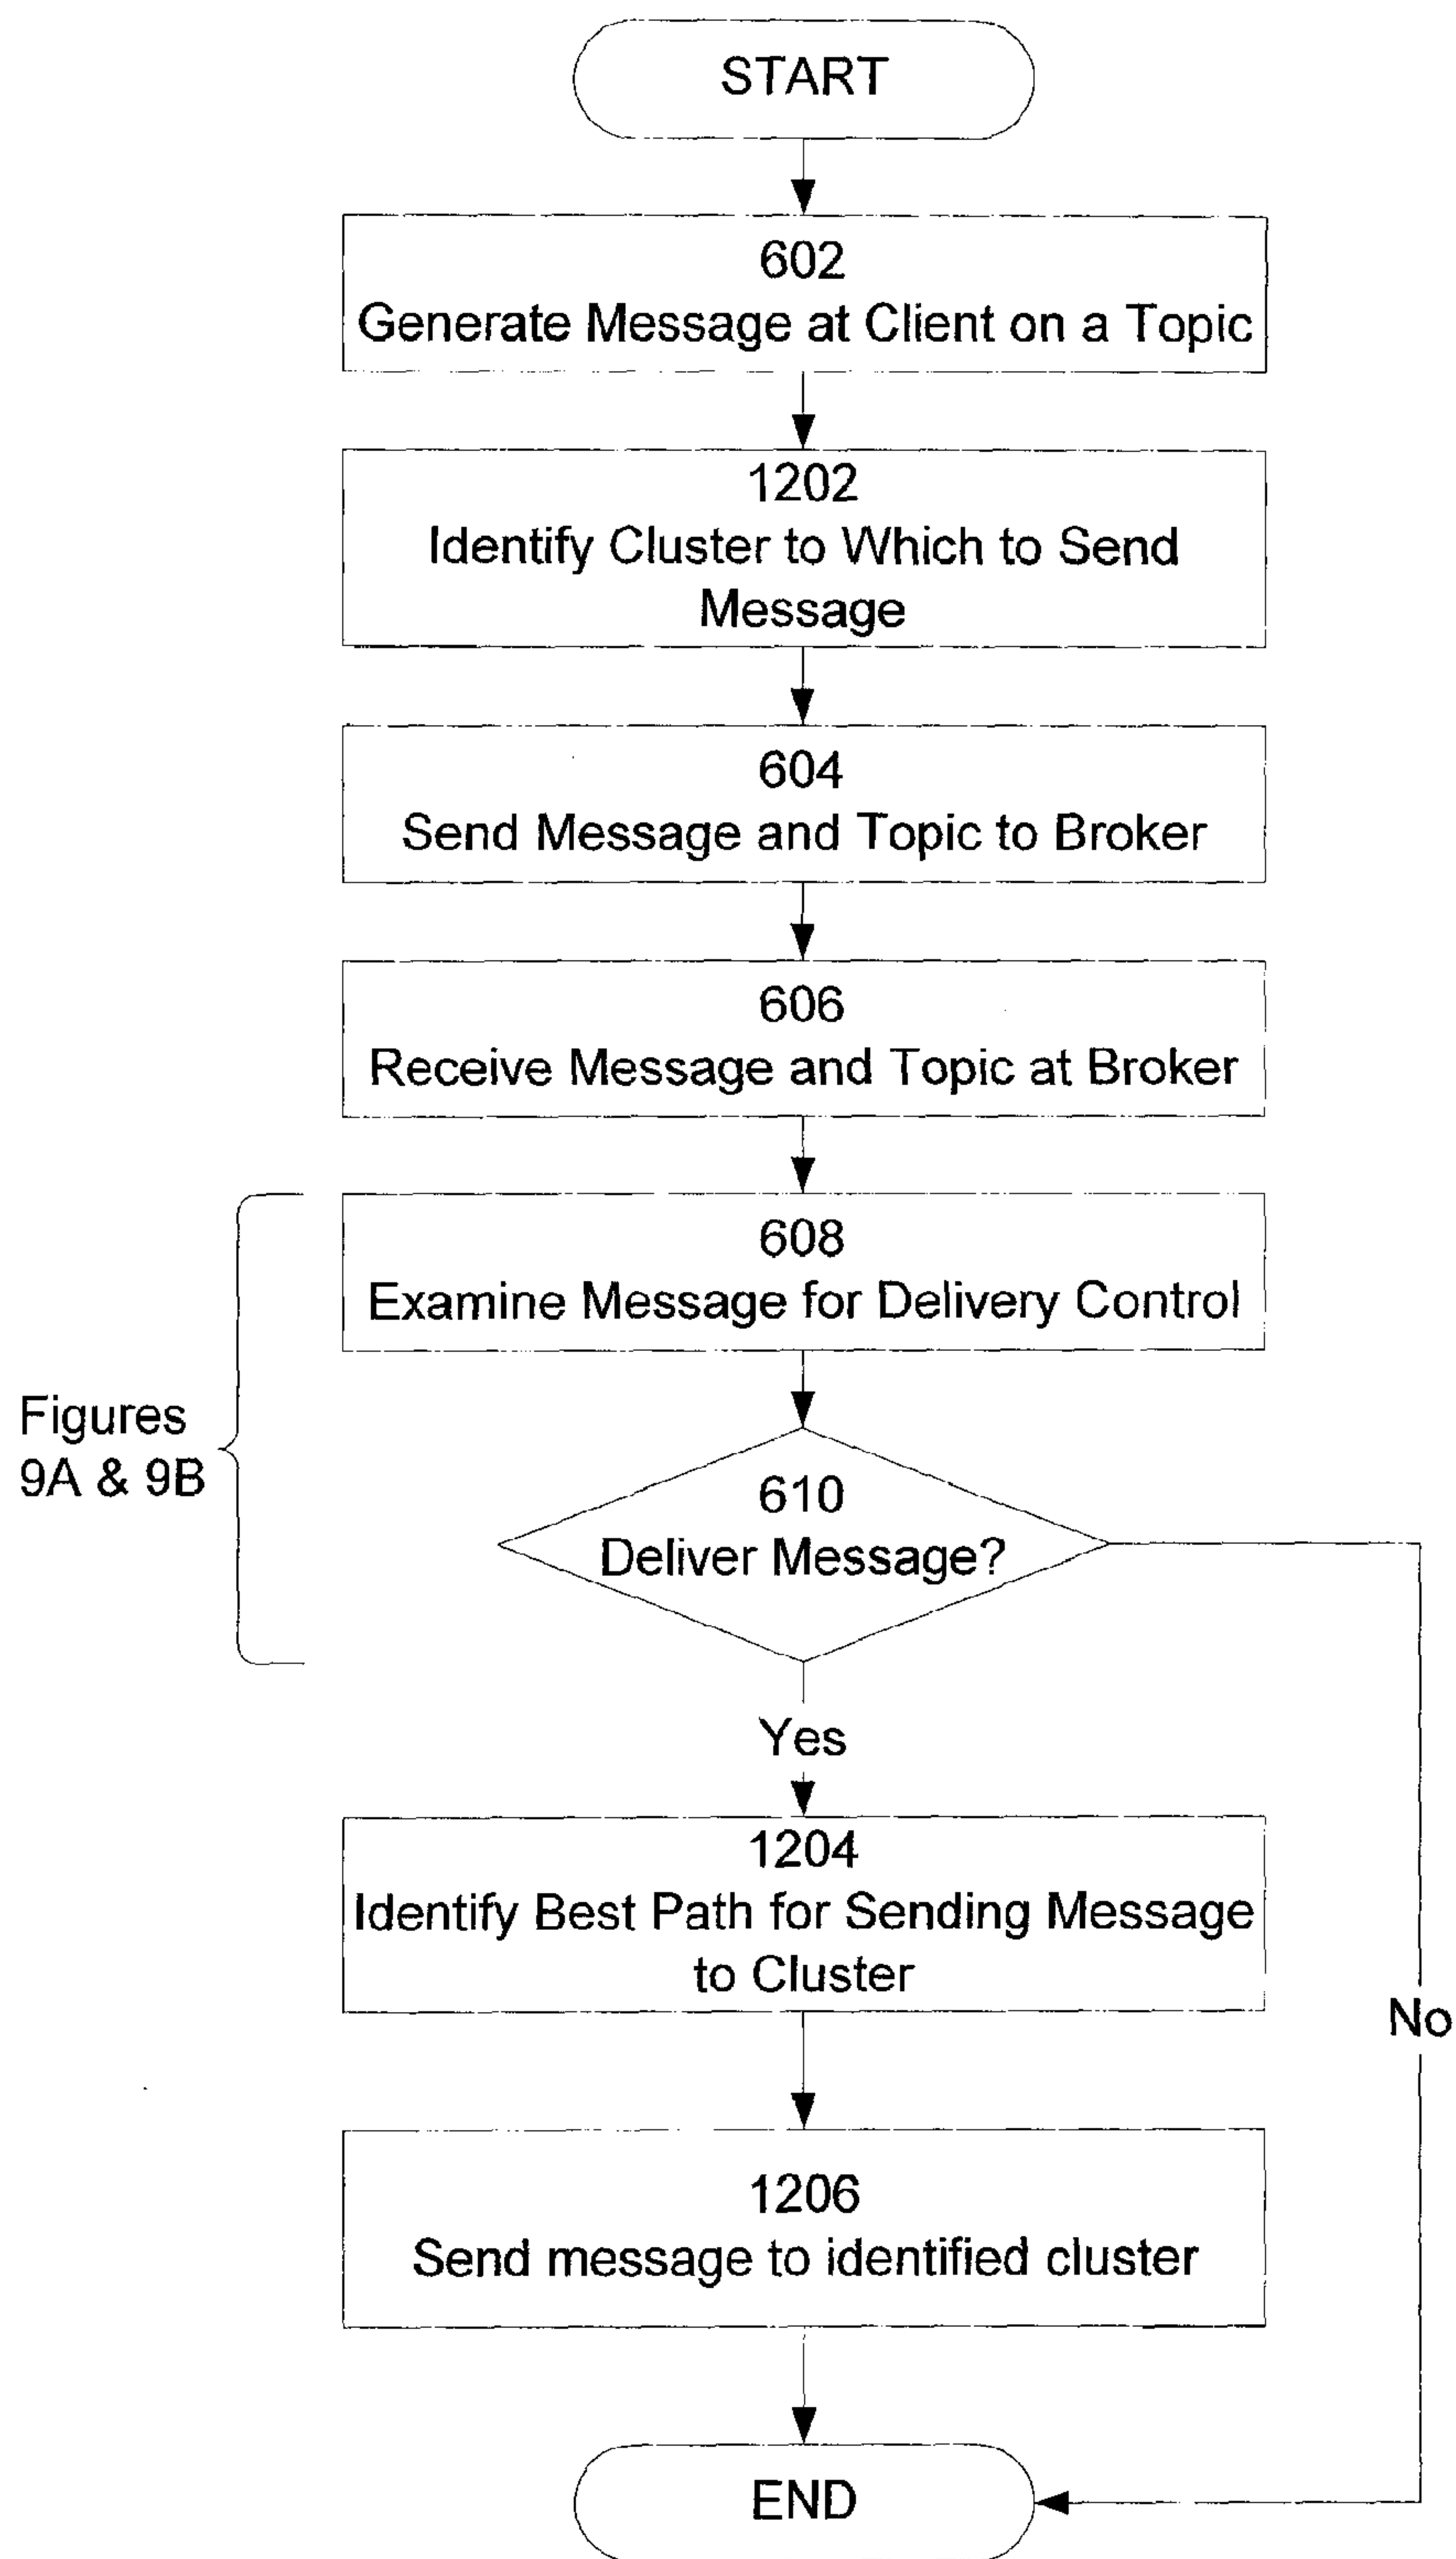 START
602
Generate Message at Client on a Topic
1202
Identify Cluster to Which to Send
Message
604
Send Message and Topic to Broker
606
Receive Message and Topic at Broker
608
Examine Message for Delivery Control
Figures
9A & 9B
610
Deliver Message?
Yes
1204
Identify Best Path for Sending Message
to Cluster
No
1206
Send message to identified cluster
END